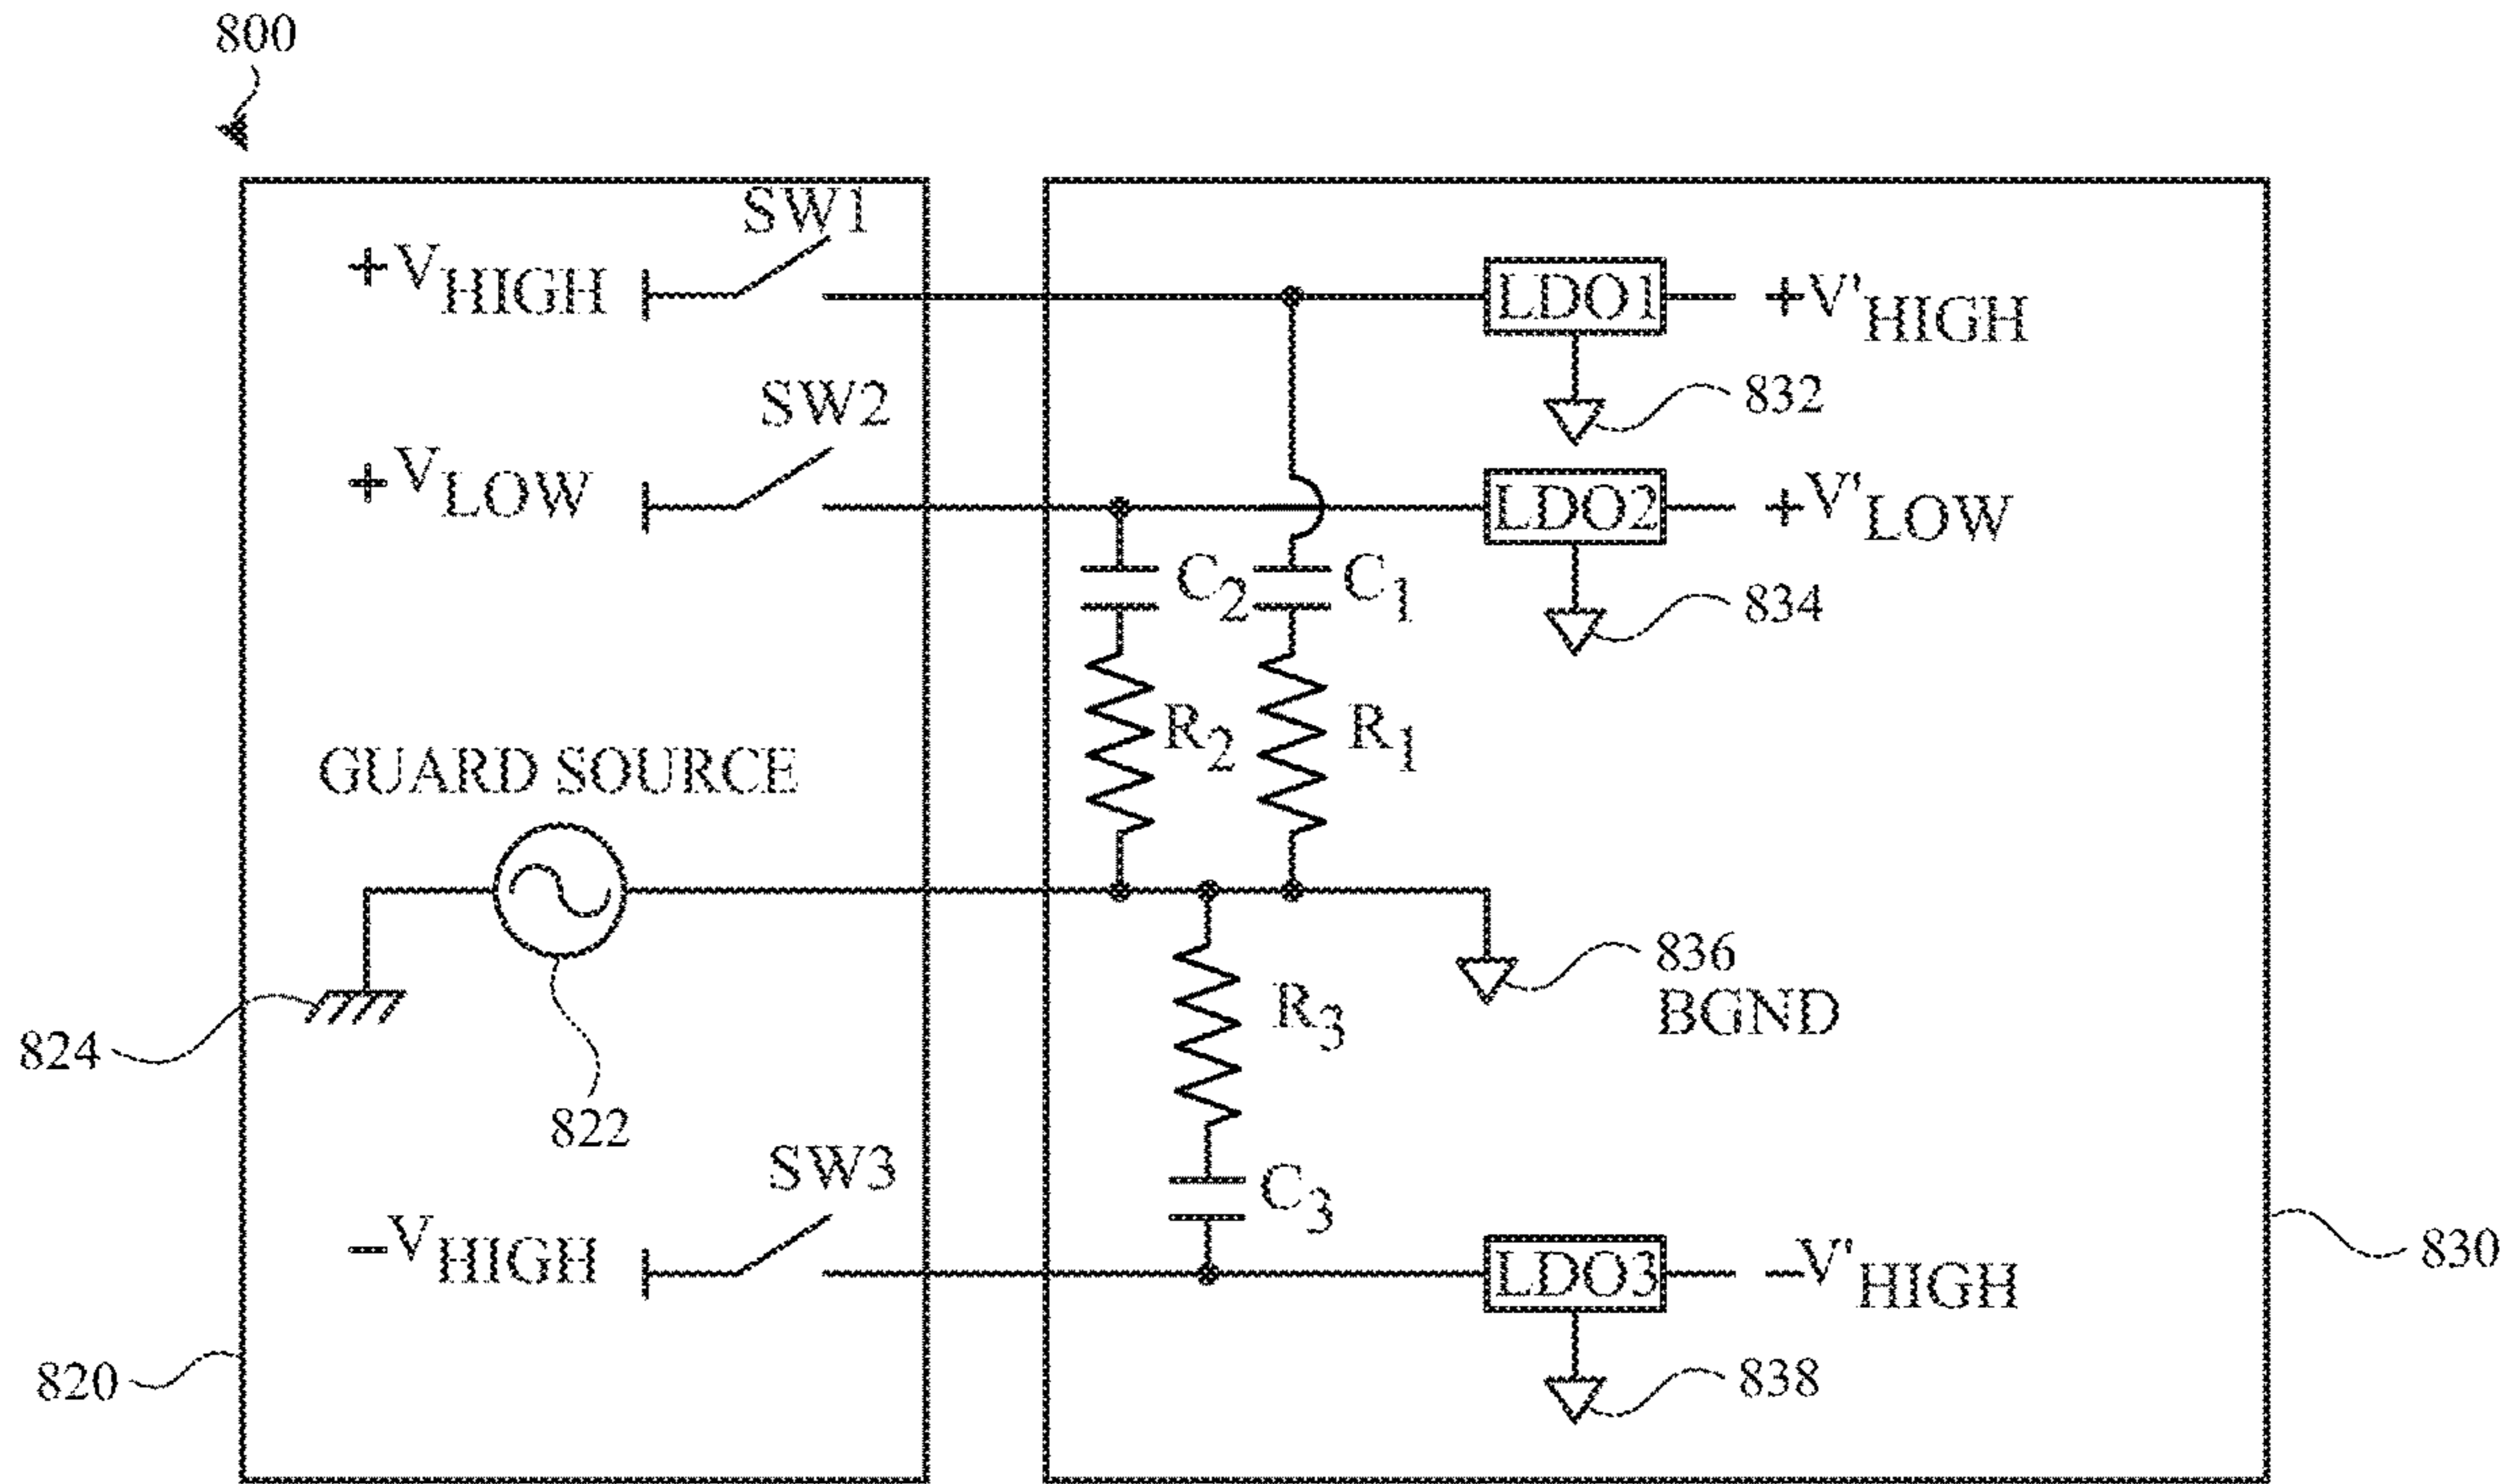 800
SW1
+VHIGH
LDO1
+V'HIGH
832
SW2
+VLOW
LDO2
+V'LOW
834
C2
C1
R2
R1
GUARD SOURCE
836
BGND
R3
824
822
SW3
C3
-VHIGH
LDO3
-V'HIGH
830
820
838